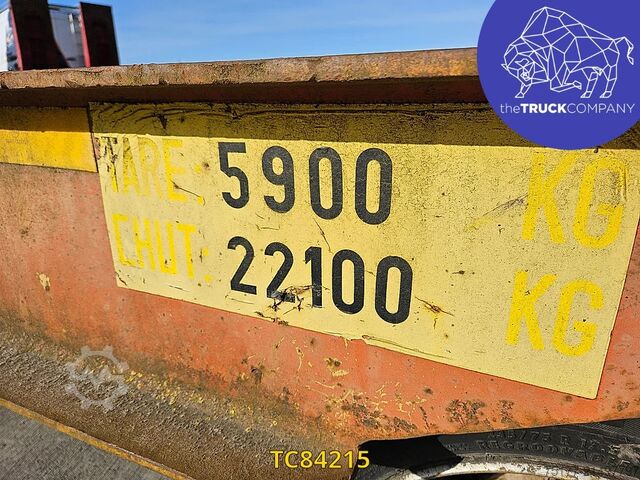 theTRUCKCOMPANY
TARE: 5900 KG
CHUT: 22100 KG
TC84215